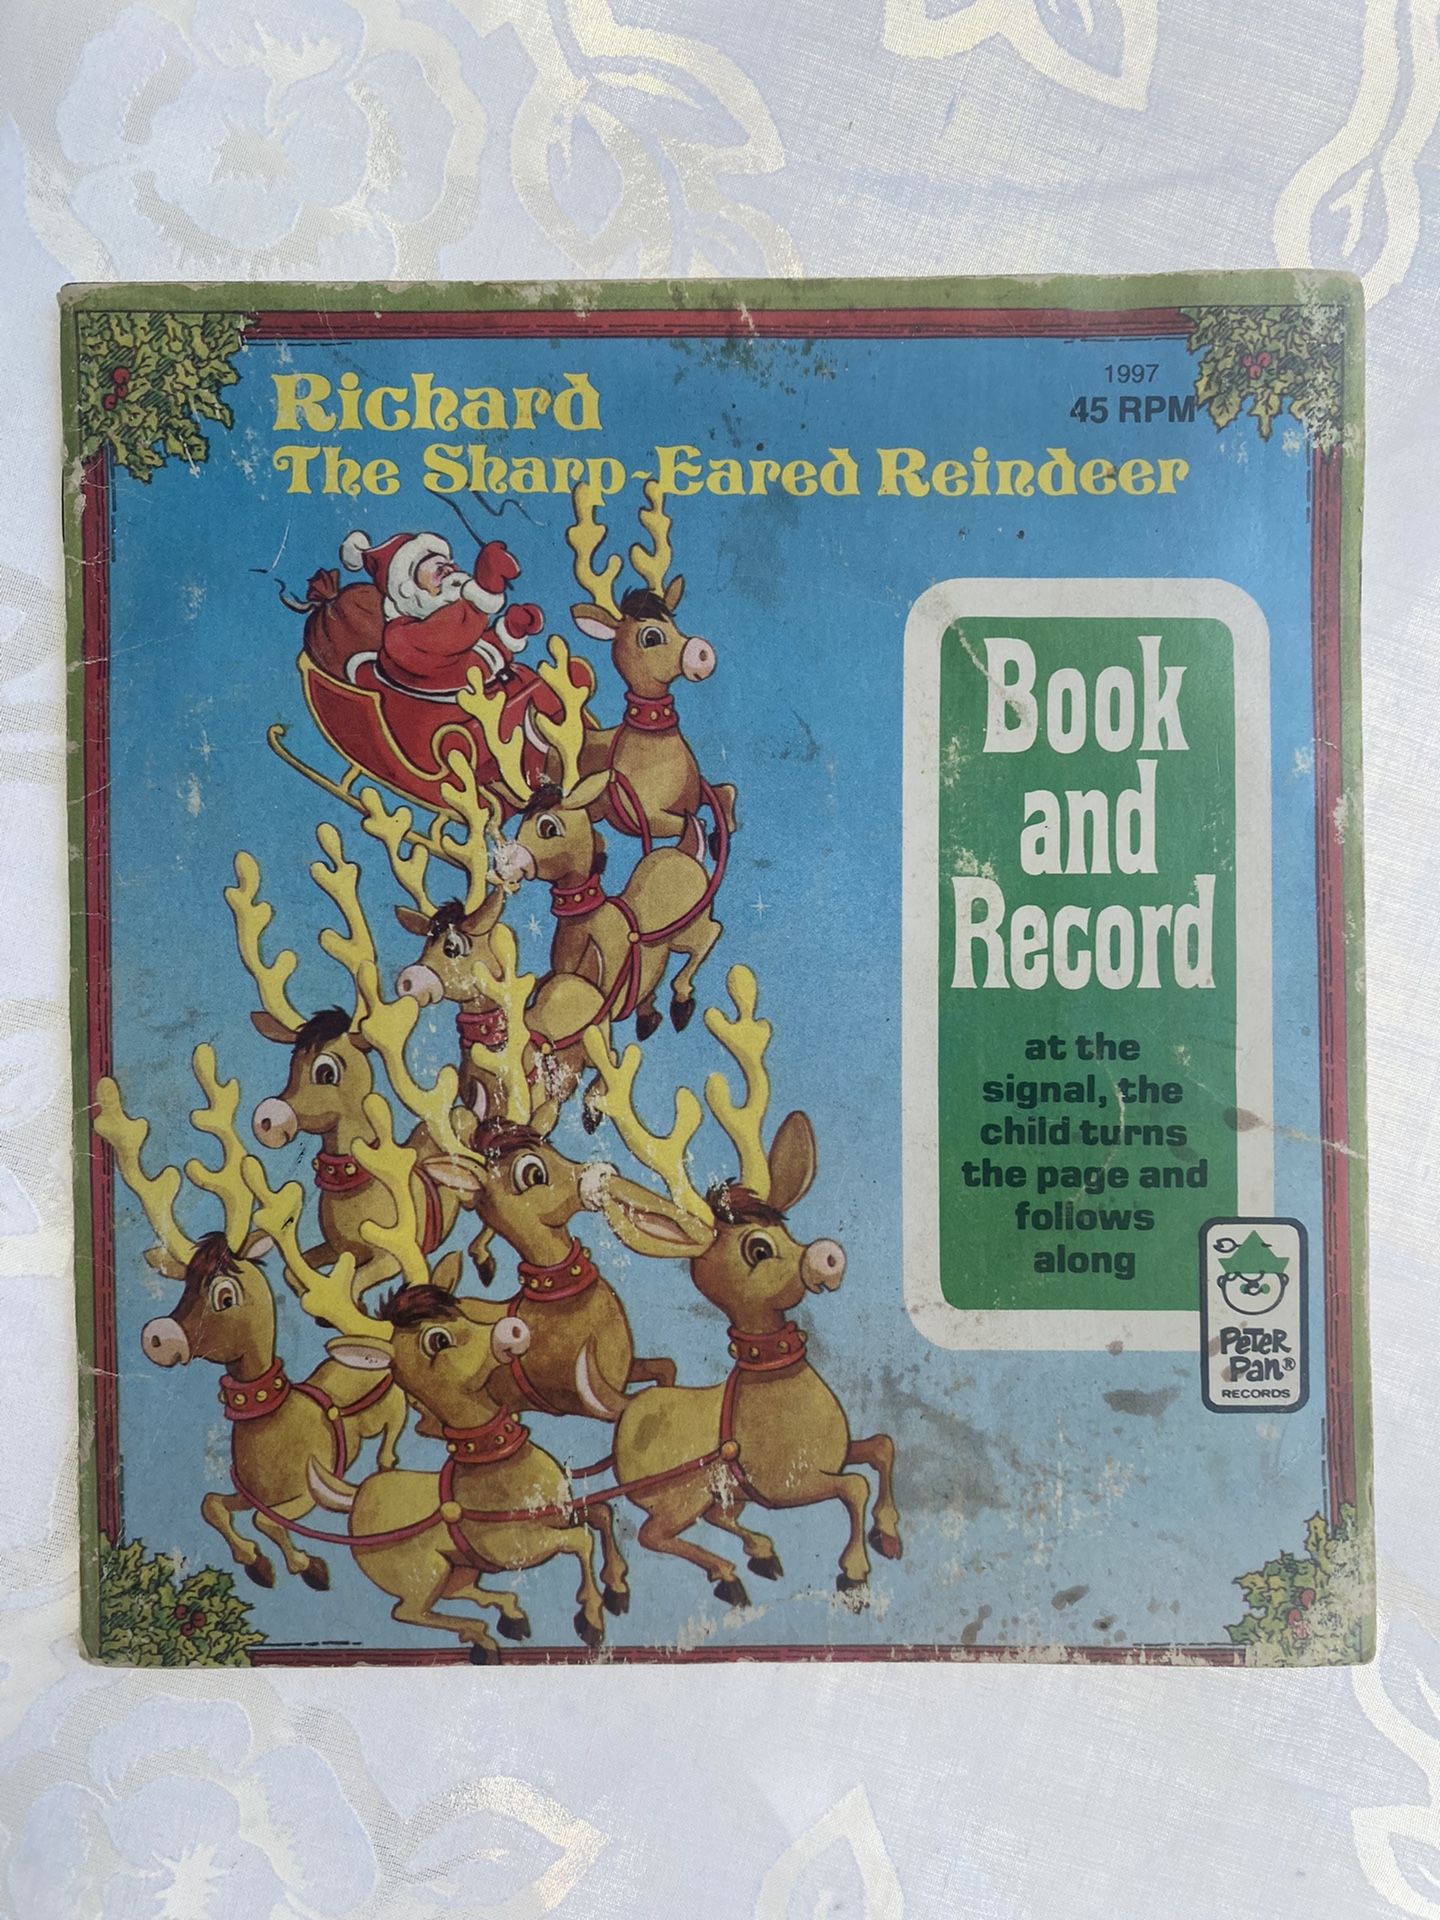 Richard
The Sharp-Eared Reindeer
1997
45 RPM
Book
and
Record
at the
signal, the
child turns
the page and
follows
along
PETER
PAN®
RECORDS